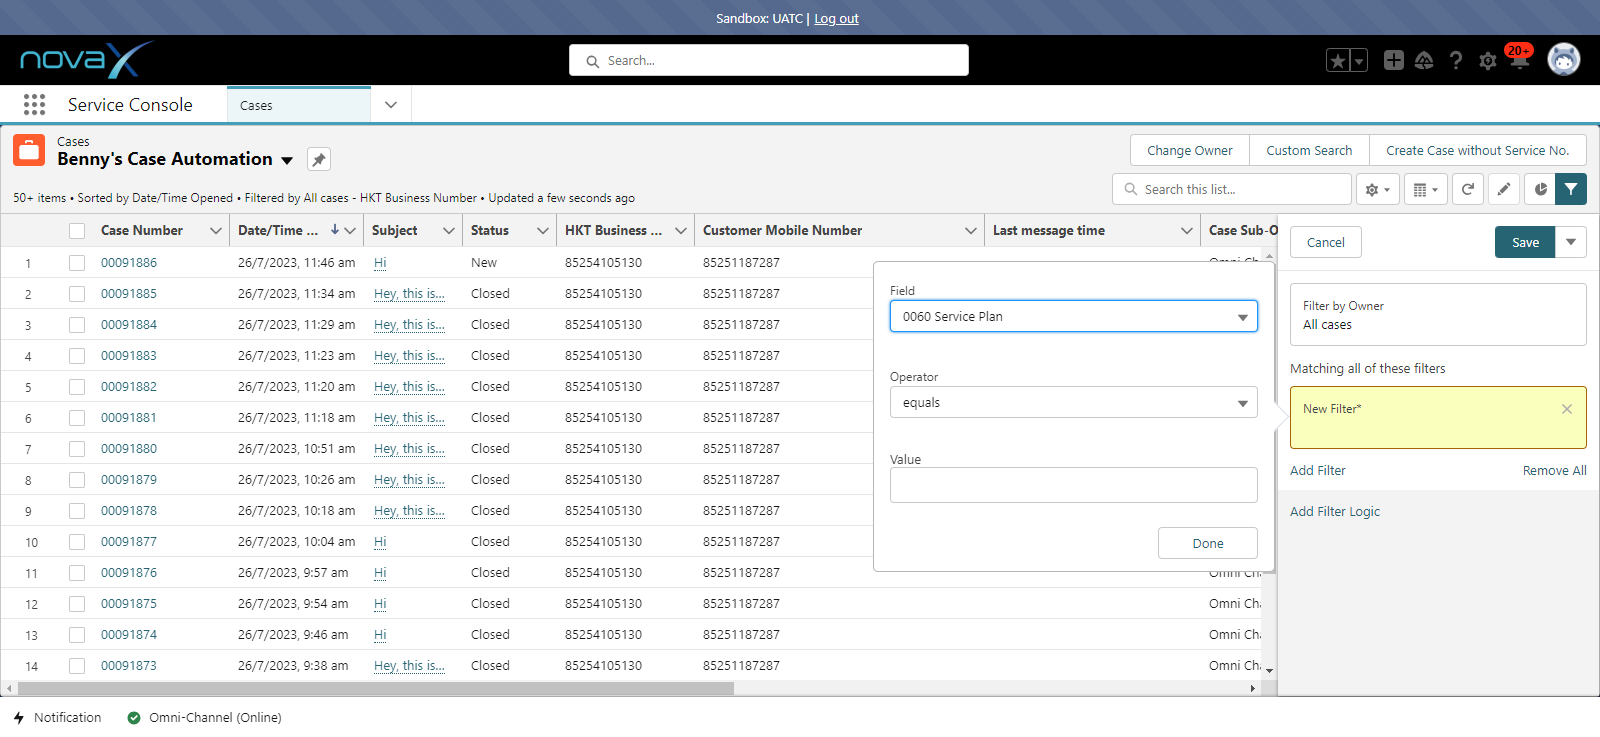 Sandbox: UATC | Log out
novax
Search...
20+
Service Console
Cases
Cases
Benny's Case Automation
Change Owner
Custom Search
Create Case without Service No.
50+ items • Sorted by Date/Time Opened • Filtered by All cases - HKT Business Number • Updated a few seconds ago
Search this list...
Case Number Date/Time ... Subject Status HKT Business ... Customer Mobile Number Last message time Case Sub-O
1 00091886 26/7/2023, 11:46 am Hi New 85254105130 85251187287 Omni Ch
2 00091885 26/7/2023, 11:34 am Hey, this is... Closed 85254105130 85251187287
3 00091884 26/7/2023, 11:29 am Hey, this is... Closed 85254105130 85251187287
4 00091883 26/7/2023, 11:23 am Hey, this is... Closed 85254105130 85251187287
5 00091882 26/7/2023, 11:20 am Hey, this is... Closed 85254105130 85251187287
6 00091881 26/7/2023, 11:18 am Hey, this is... Closed 85254105130 85251187287
7 00091880 26/7/2023, 10:51 am Hey, this is... Closed 85254105130 85251187287
8 00091879 26/7/2023, 10:26 am Hey, this is... Closed 85254105130 85251187287
9 00091878 26/7/2023, 10:18 am Hey, this is... Closed 85254105130 85251187287
10 00091877 26/7/2023, 10:04 am Hi Closed 85254105130 85251187287
11 00091876 26/7/2023, 9:57 am Hi Closed 85254105130 85251187287 Omni Ch
12 00091875 26/7/2023, 9:54 am Hi Closed 85254105130 85251187287 Omni Cha
13 00091874 26/7/2023, 9:46 am Hi Closed 85254105130 85251187287 Omni Cha
14 00091873 26/7/2023, 9:38 am Hey, this is... Closed 85254105130 85251187287 Omni Cha
Field
0060 Service Plan
Operator
equals
Value
Done
Cancel
Save
Filter by Owner
All cases
Matching all of these filters
New Filter*
Add Filter
Remove All
Add Filter Logic
Notification
Omni-Channel (Online)